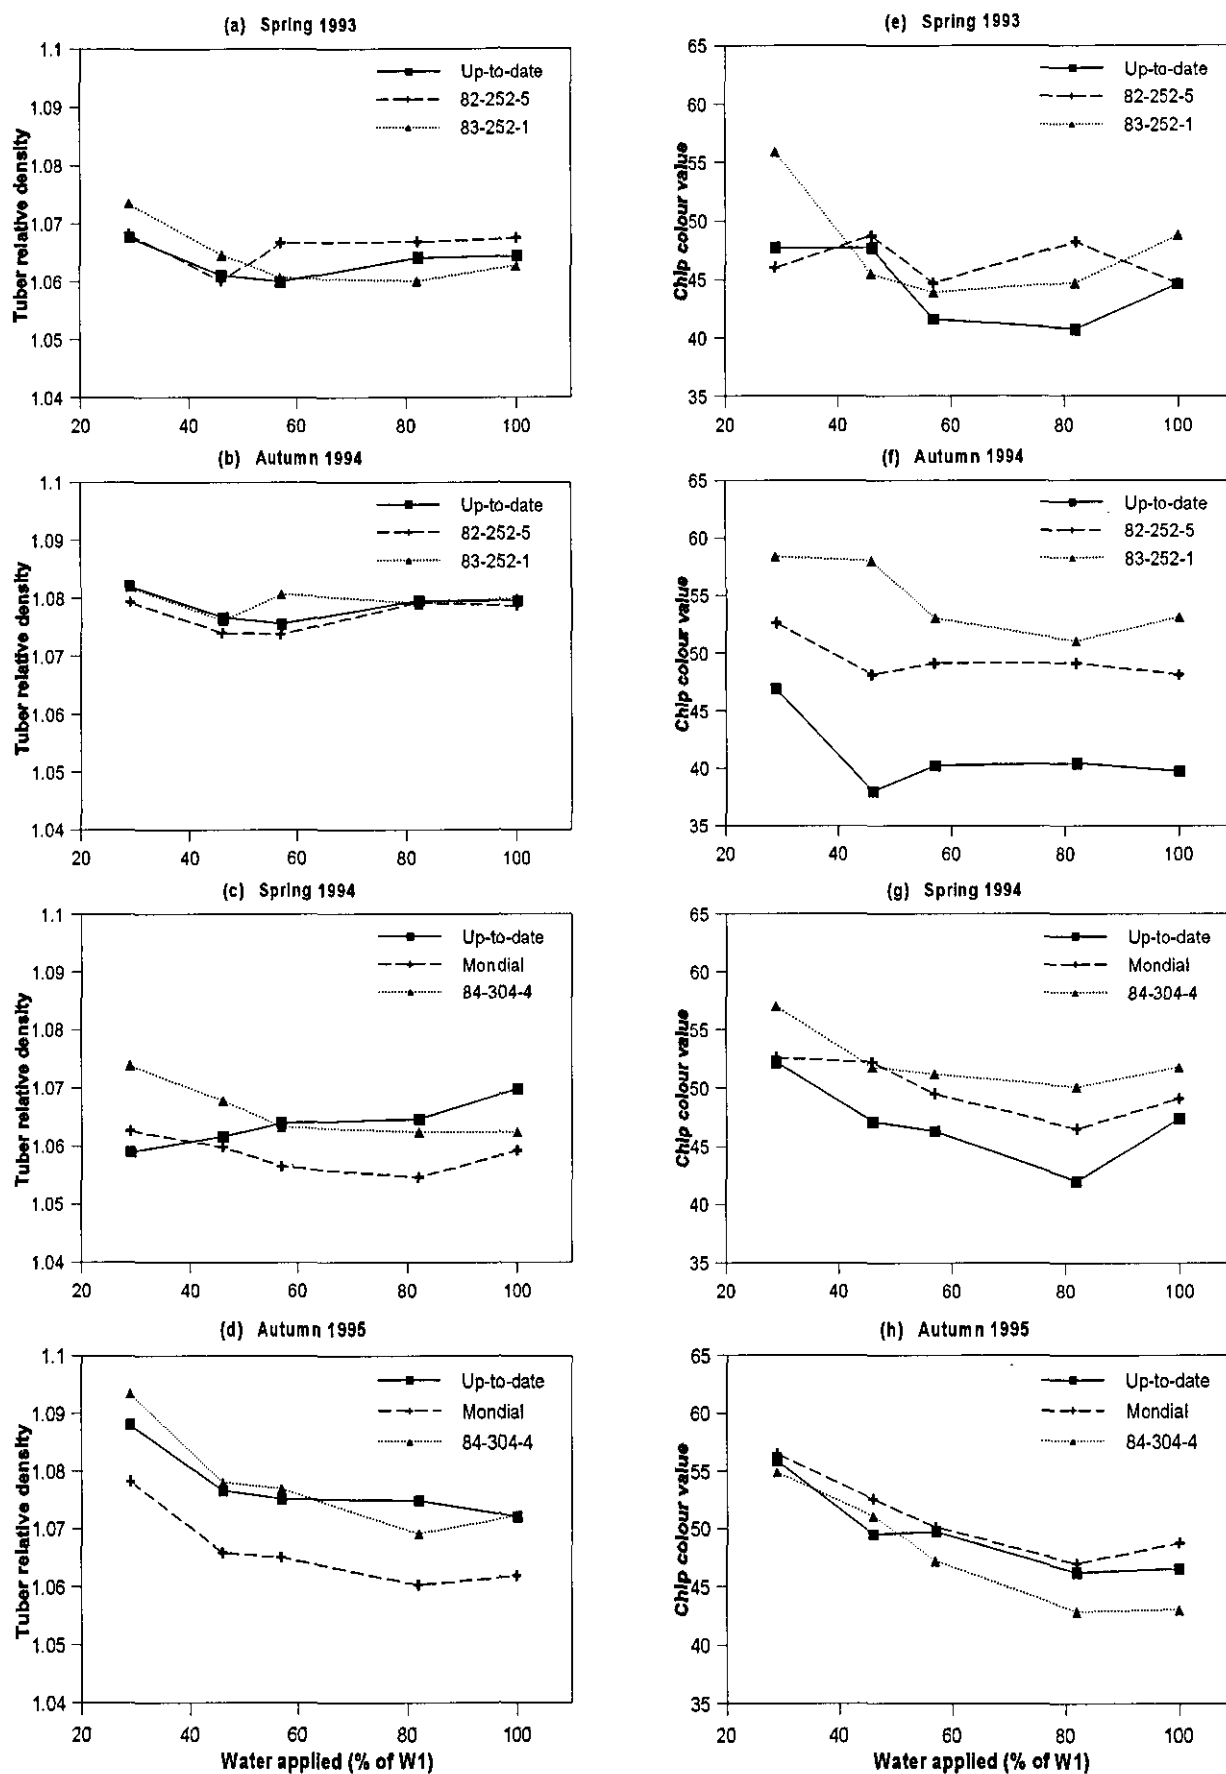 (a) Spring 1993
Tuber relative density
1.1
1.09
1.08
1.07
1.06
1.05
1.04
20 40 60 80 100
Up-to-date
82-252-5
83-252-1
(e) Spring 1993
Chip colour value
65
60
55
50
45
40
35
20 40 60 80 100
Up-to-date
82-252-5
83-252-1
(b) Autumn 1994
Tuber relative density
1.1
1.09
1.08
1.07
1.06
1.05
1.04
20 40 60 80 100
Up-to-date
82-252-5
83-252-1
(f) Autumn 1994
Chip colour value
65
60
55
50
45
40
35
20 40 60 80 100
Up-to-date
82-252-5
83-252-1
(c) Spring 1994
Tuber relative density
1.1
1.09
1.08
1.07
1.06
1.05
1.04
20 40 60 80 100
Up-to-date
Mondial
84-304-4
(g) Spring 1994
Chip colour value
65
60
55
50
45
40
35
20 40 60 80 100
Up-to-date
Mondial
84-304-4
(d) Autumn 1995
Tuber relative density
1.1
1.09
1.08
1.07
1.06
1.05
1.04
20 40 60 80 100
Water applied (% of W1)
Up-to-date
Mondial
84-304-4
(h) Autumn 1995
Chip colour value
65
60
55
50
45
40
35
20 40 60 80 100
Water applied (% of W1)
Up-to-date
Mondial
84-304-4